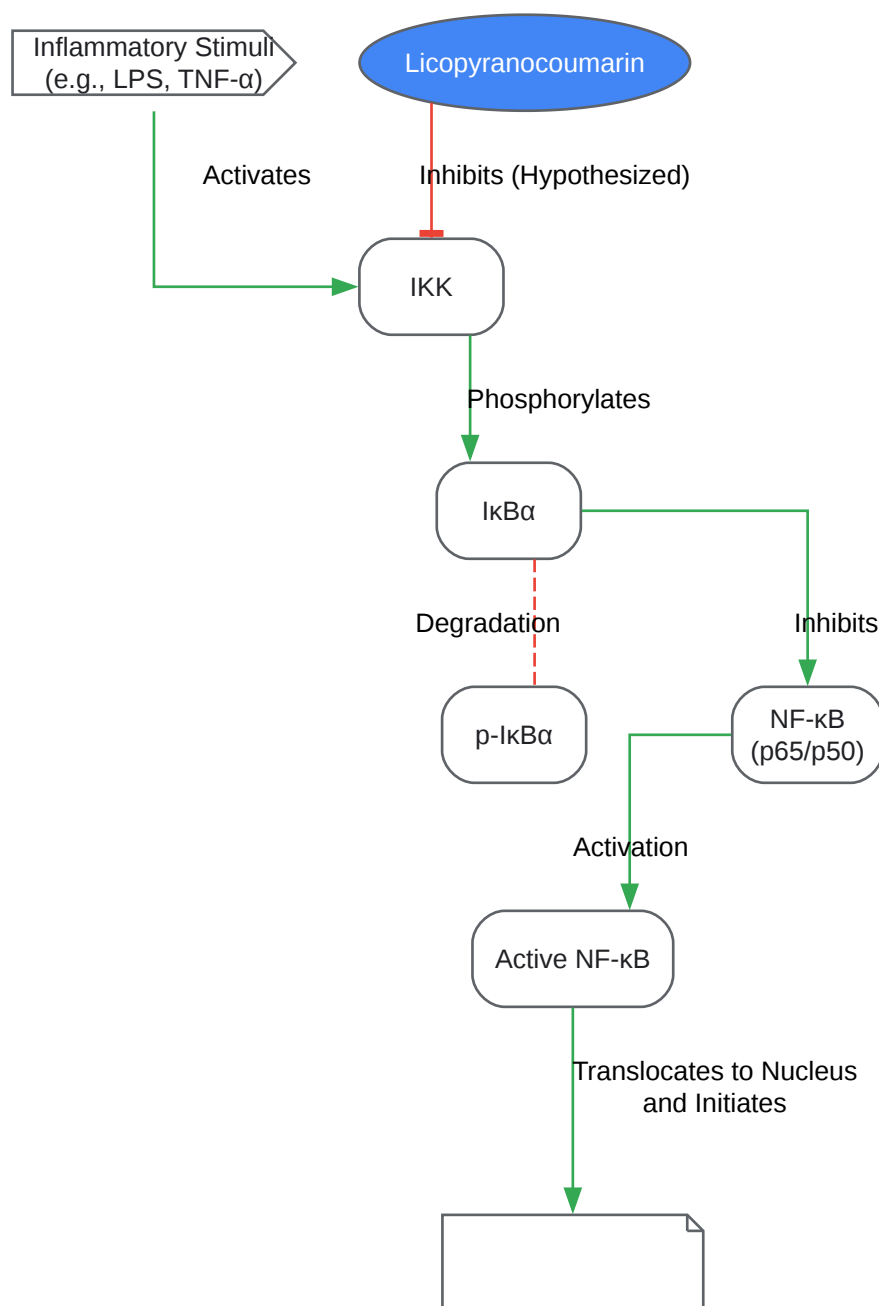 Inflammatory Stimuli
(e.g., LPS, TNF-α)
Licopyranocoumarin
Activates
Inhibits (Hypothesized)
IKK
Phosphorylates
IκBα
Degradation
Inhibits
p-IκBα
NF-κB
(p65/p50)
Activation
Active NF-κB
Translocates to Nucleus
and Initiates